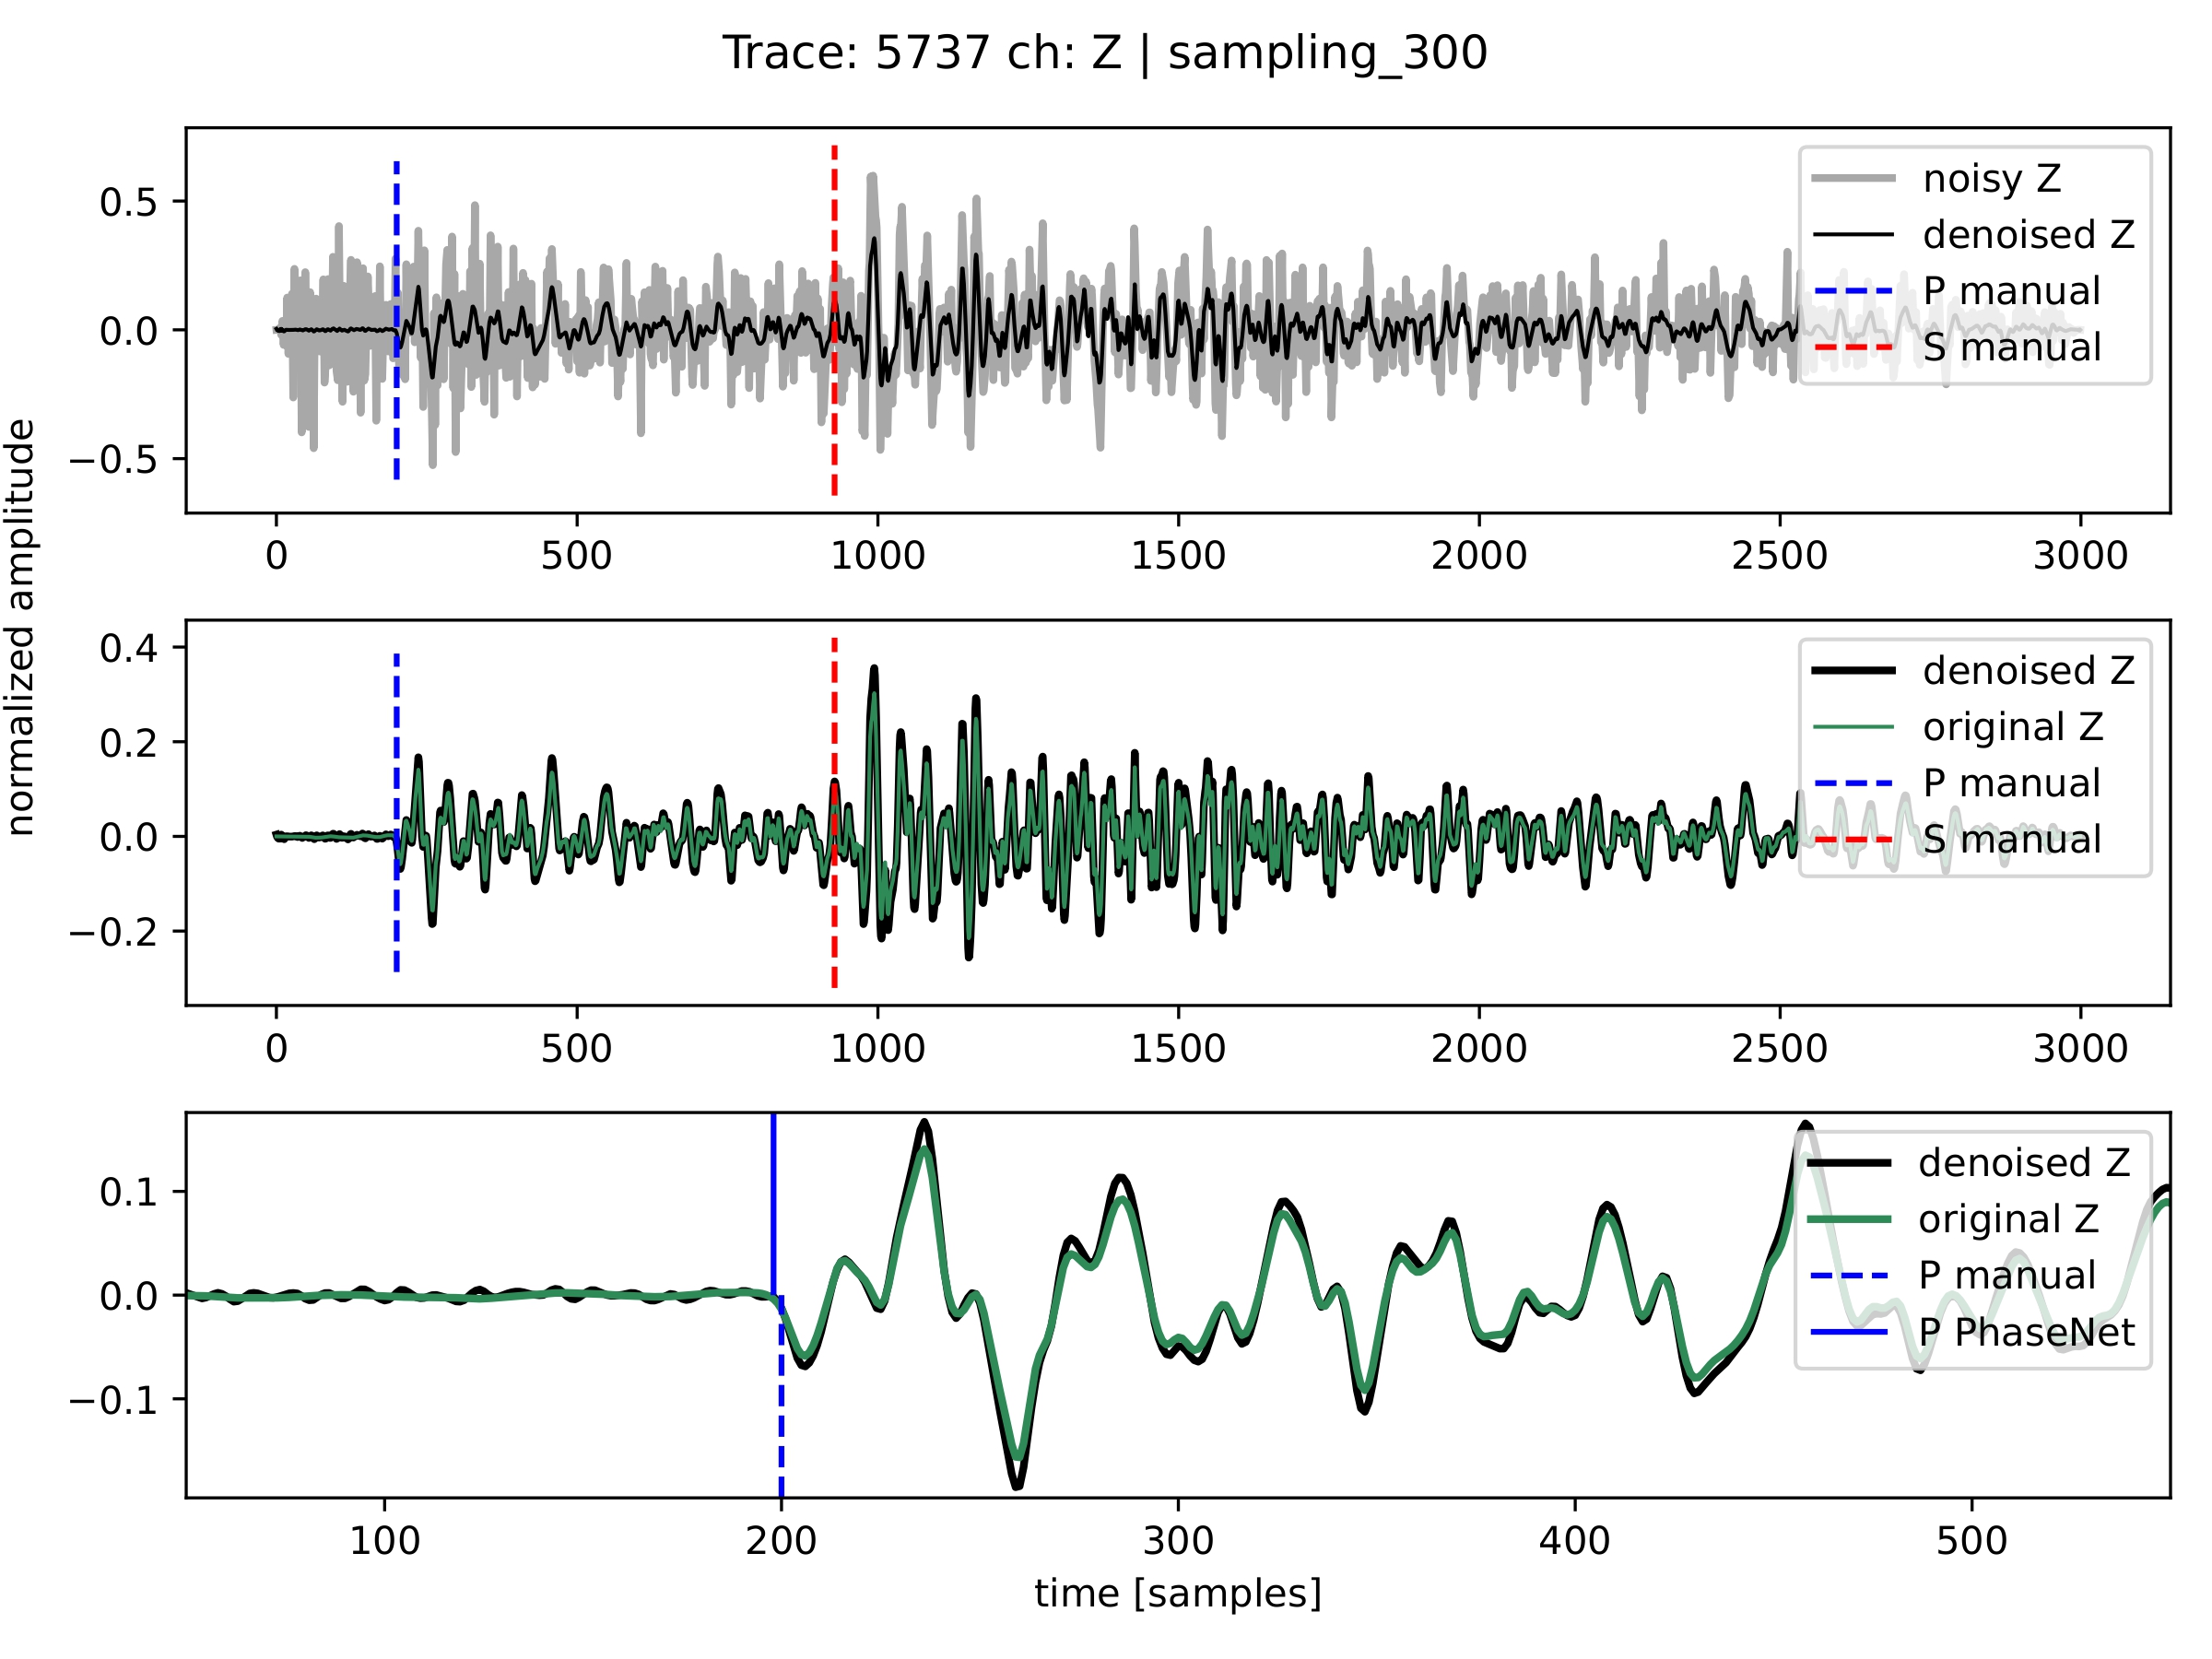 Trace: 5737 ch: Z | sampling_300
normalized amplitude
0.5
0.0
−0.5
noisy Z
denoised Z
P manual
S manual
0 500 1000 1500 2000 2500 3000
0.4
0.2
0.0
−0.2
denoised Z
original Z
P manual
S manual
0 500 1000 1500 2000 2500 3000
0.1
0.0
−0.1
denoised Z
original Z
P manual
P PhaseNet
100 200 300 400 500
time [samples]